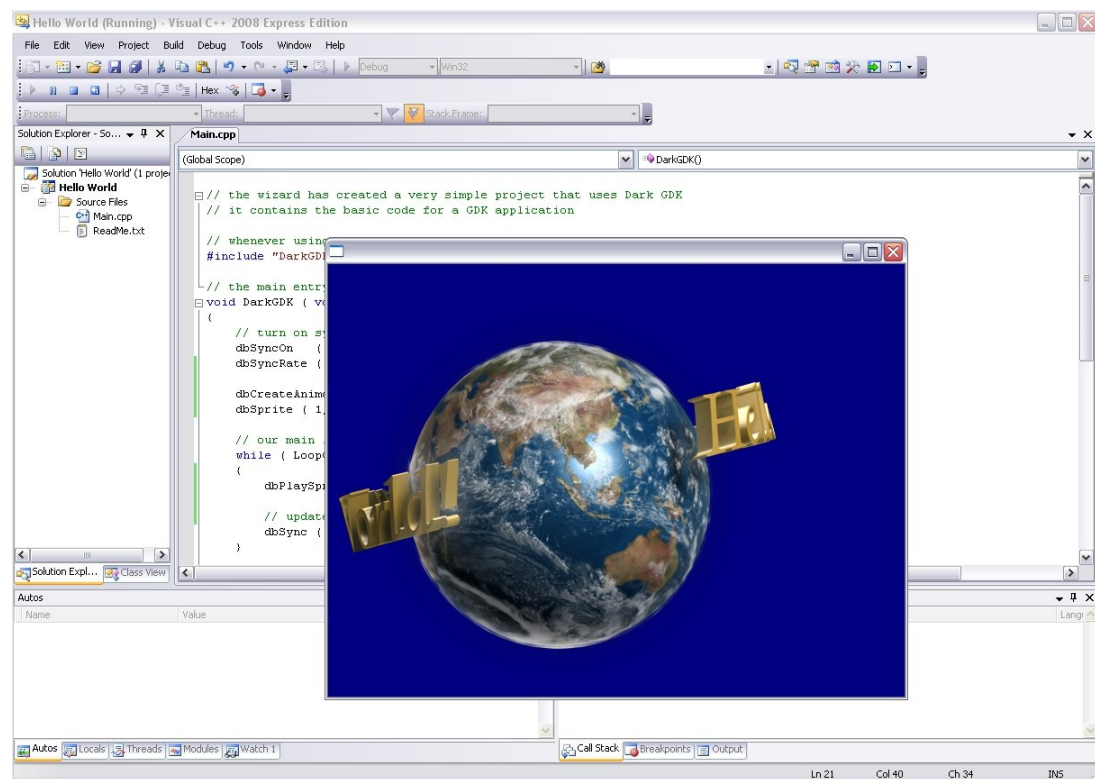 Hello World (Running) - Visual C++ 2008 Express Edition
File Edit View Project Build Debug Tools Window Help
Debug Win32
Hex
Process: Thread: Stack Frame:
Solution Explorer - So...
Main.cpp
(Global Scope) DarkGDK()
Solution 'Hello World' (1 proje
Hello World
Source Files
Main.cpp
ReadMe.txt
// the wizard has created a very simple project that uses Dark GDK
// it contains the basic code for a GDK application
// whenever using
#include "DarkGD
// the main entry
void DarkGDK ( vo
{
// turn on sy
dbSyncOn (
dbSyncRate (
dbCreateAnima
dbSprite ( 1,
// our main
while ( Loop
{
dbPlaySpr
// update
dbSync (
}
He
orld!!
Solution Expl... Class View
Autos
Name Value Langu
Autos Locals Threads Modules Watch 1
Call Stack Breakpoints Output
Ln 21 Col 40 Ch 34 INS